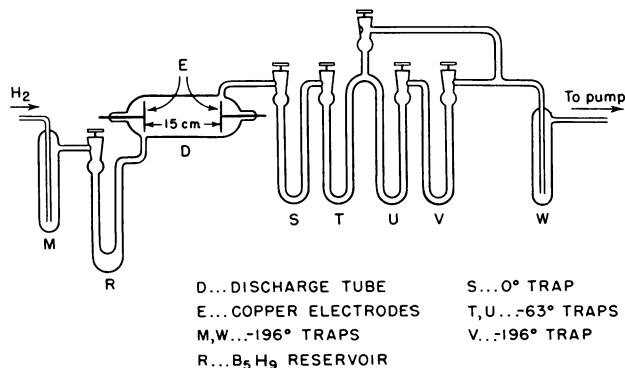 E
H2
To pump
15 cm
D
M
R
S
T
U
V
W
D...DISCHARGE TUBE
E...COPPER ELECTRODES
M,W...-196° TRAPS
R...B5H9 RESERVOIR
S...0° TRAP
T,U...-63° TRAPS
V...-196° TRAP